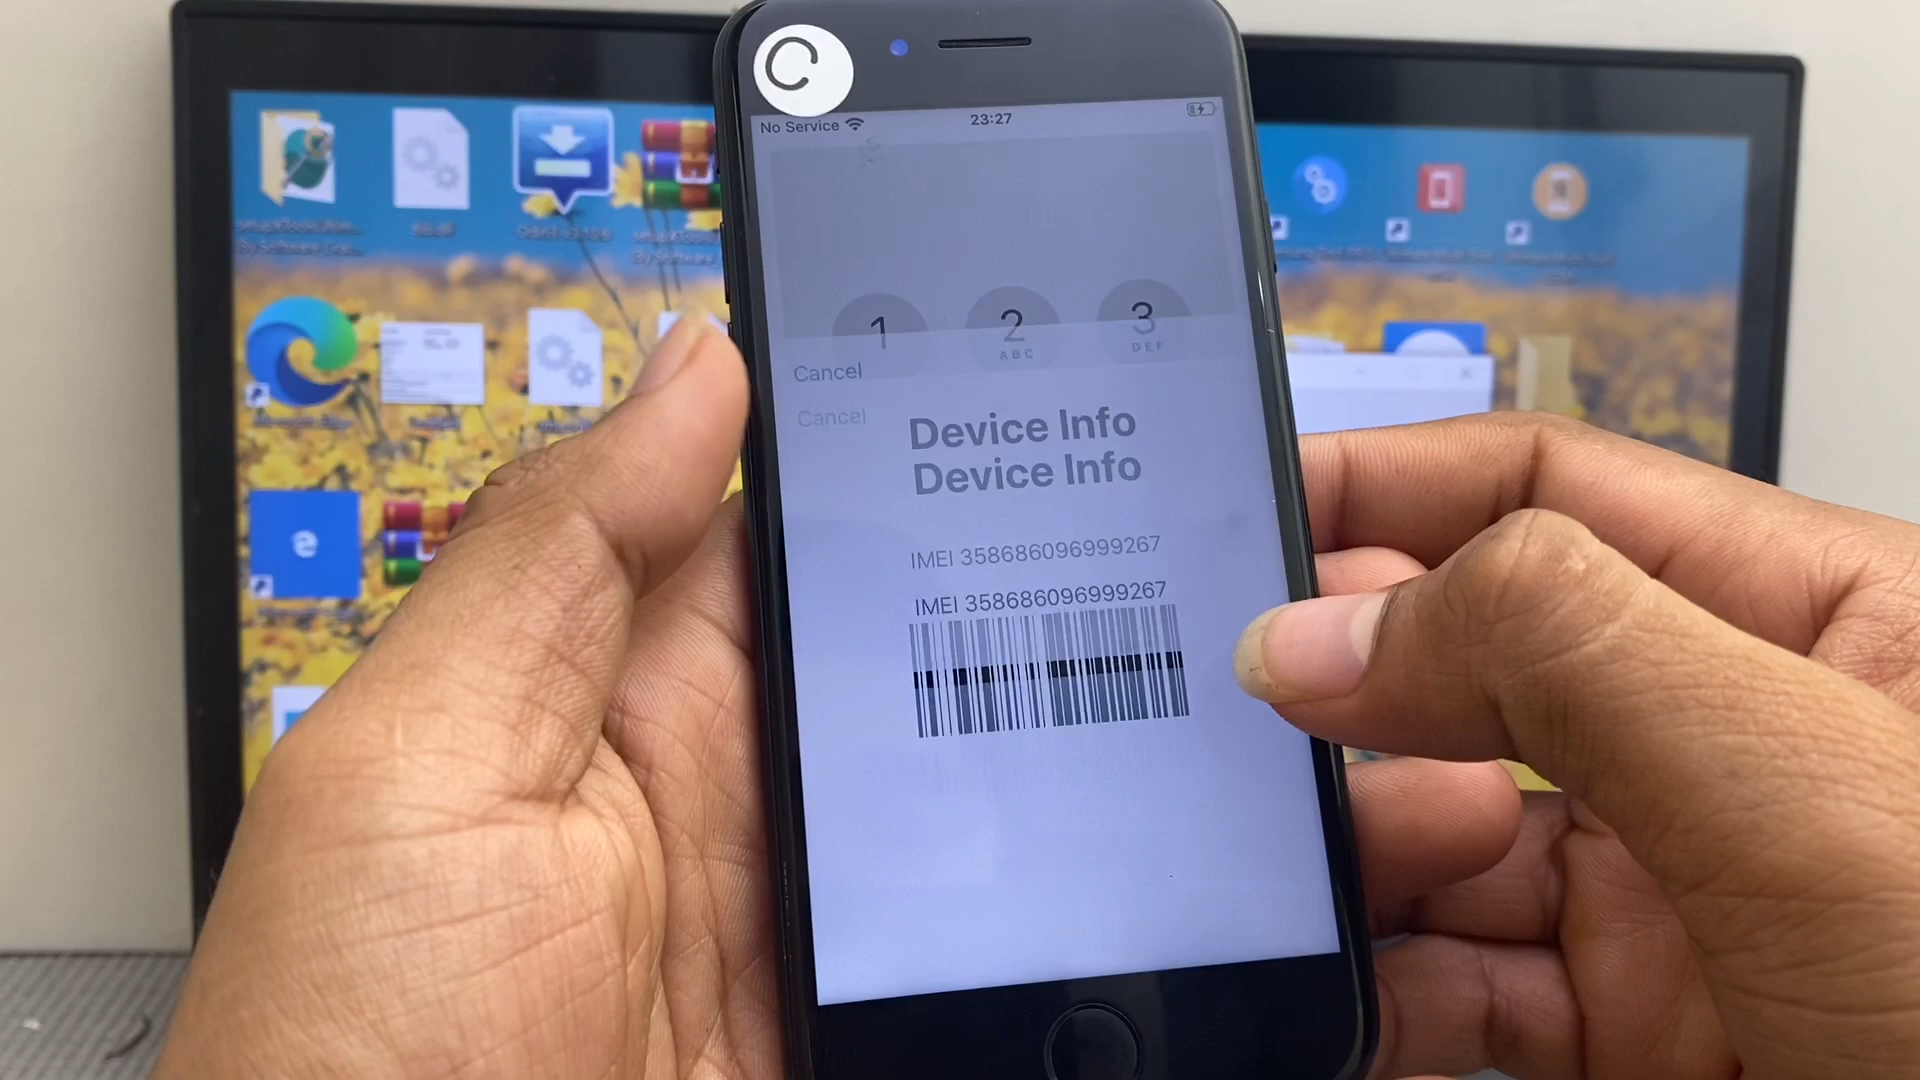 No Service
23:27
1
2
ABC
3
DEF
Cancel
Cancel
Device Info
Device Info
IMEI 358686096999267
IMEI 358686096999267